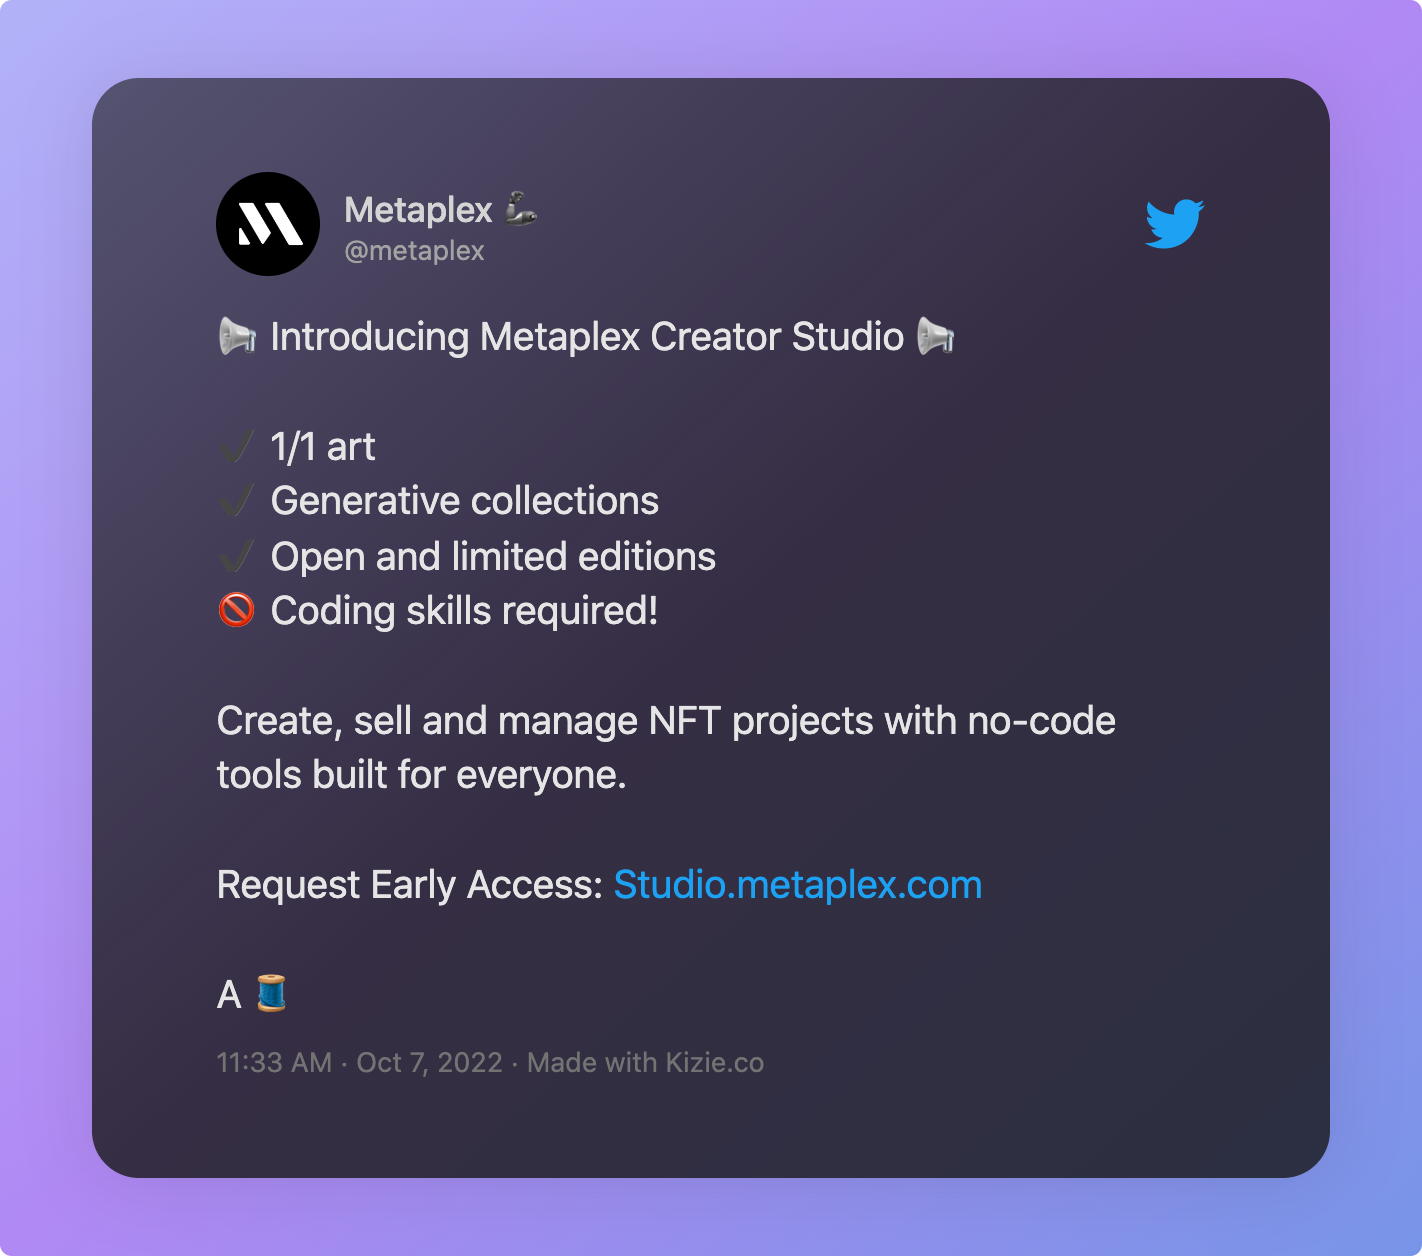 Metaplex 🦾
@metaplex
📢 Introducing Metaplex Creator Studio 📢
✔️ 1/1 art
✔️ Generative collections
✔️ Open and limited editions
🚫 Coding skills required!
Create, sell and manage NFT projects with no-code
tools built for everyone.
Request Early Access: Studio.metaplex.com
A 🧵
11:33 AM · Oct 7, 2022 · Made with Kizie.co